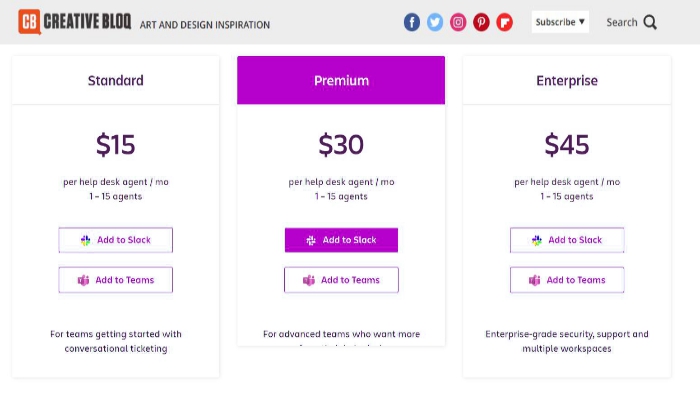 CB CREATIVE BLOQ ART AND DESIGN INSPIRATION
Subscribe ▼ Search
Standard
$15
per help desk agent / mo
1 – 15 agents
Add to Slack
Add to Teams
For teams getting started with
conversational ticketing
Premium
$30
per help desk agent / mo
1 – 15 agents
Add to Slack
Add to Teams
For advanced teams who want more
Enterprise
$45
per help desk agent / mo
1 – 15 agents
Add to Slack
Add to Teams
Enterprise-grade security, support and
multiple workspaces